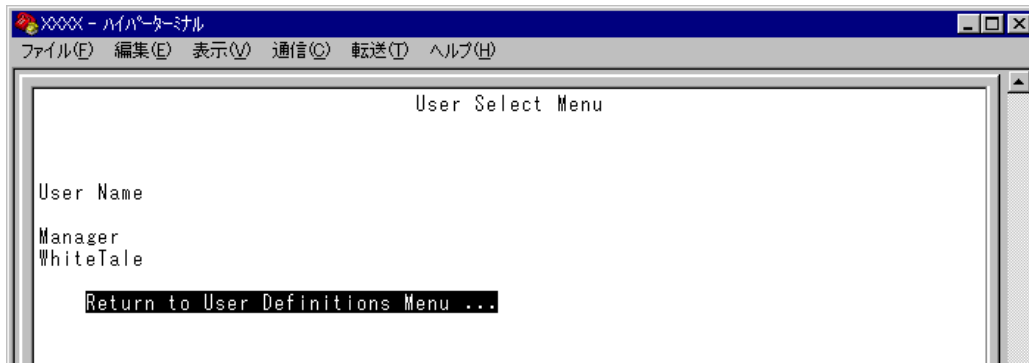 XXXX - ﾊｲﾊﾟｰﾀｰﾐﾅﾙ
ファイル(F) 編集(E) 表示(V) 通信(C) 転送(T) ヘルプ(H)
User Select Menu
User Name
Manager
WhiteTale
Return to User Definitions Menu ...